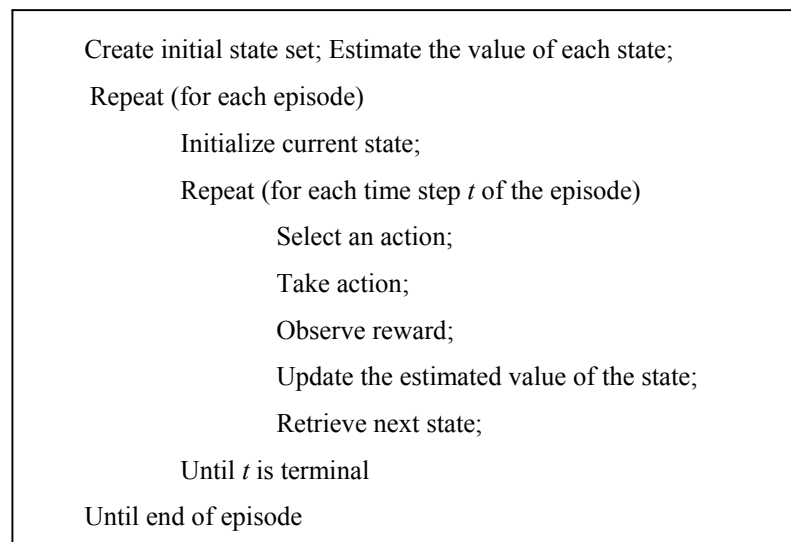 Create initial state set; Estimate the value of each state;
Repeat (for each episode)
Initialize current state;
Repeat (for each time step t of the episode)
Select an action;
Take action;
Observe reward;
Update the estimated value of the state;
Retrieve next state;
Until t is terminal
Until end of episode